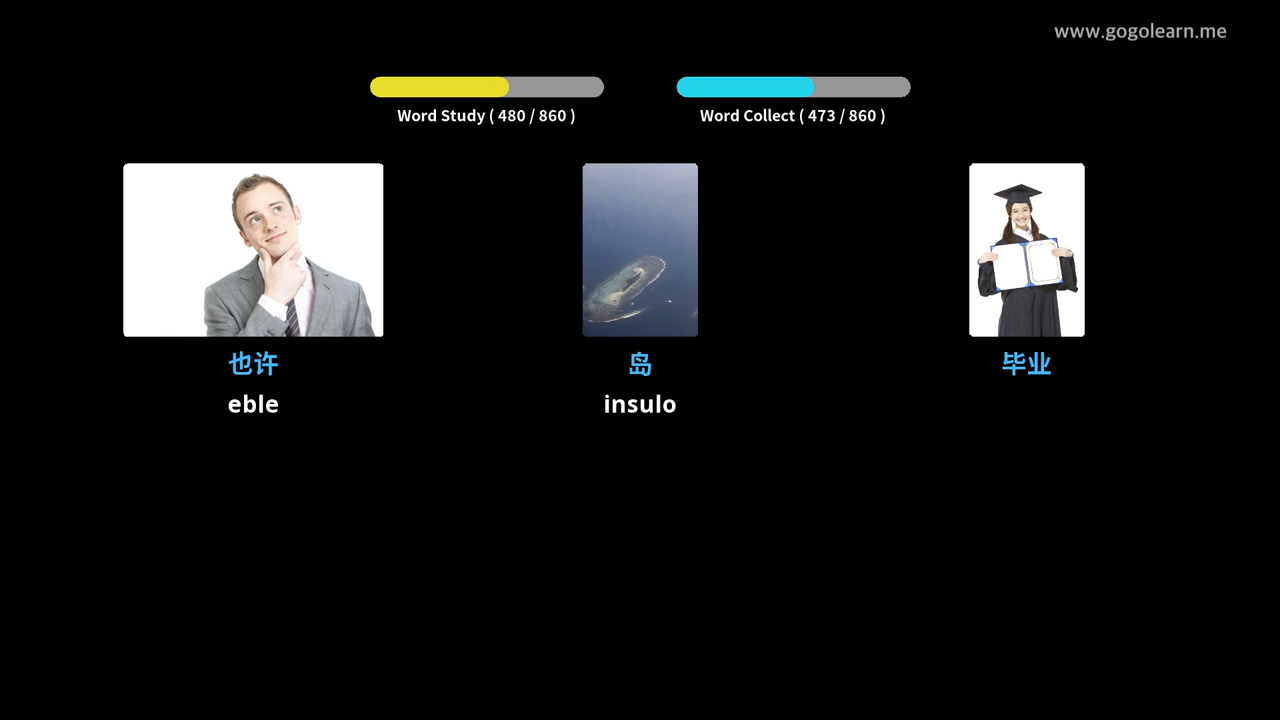 www.gogolearn.me
Word Study ( 480 / 860 )
Word Collect ( 473 / 860 )
也许
岛
毕业
eble
insulo